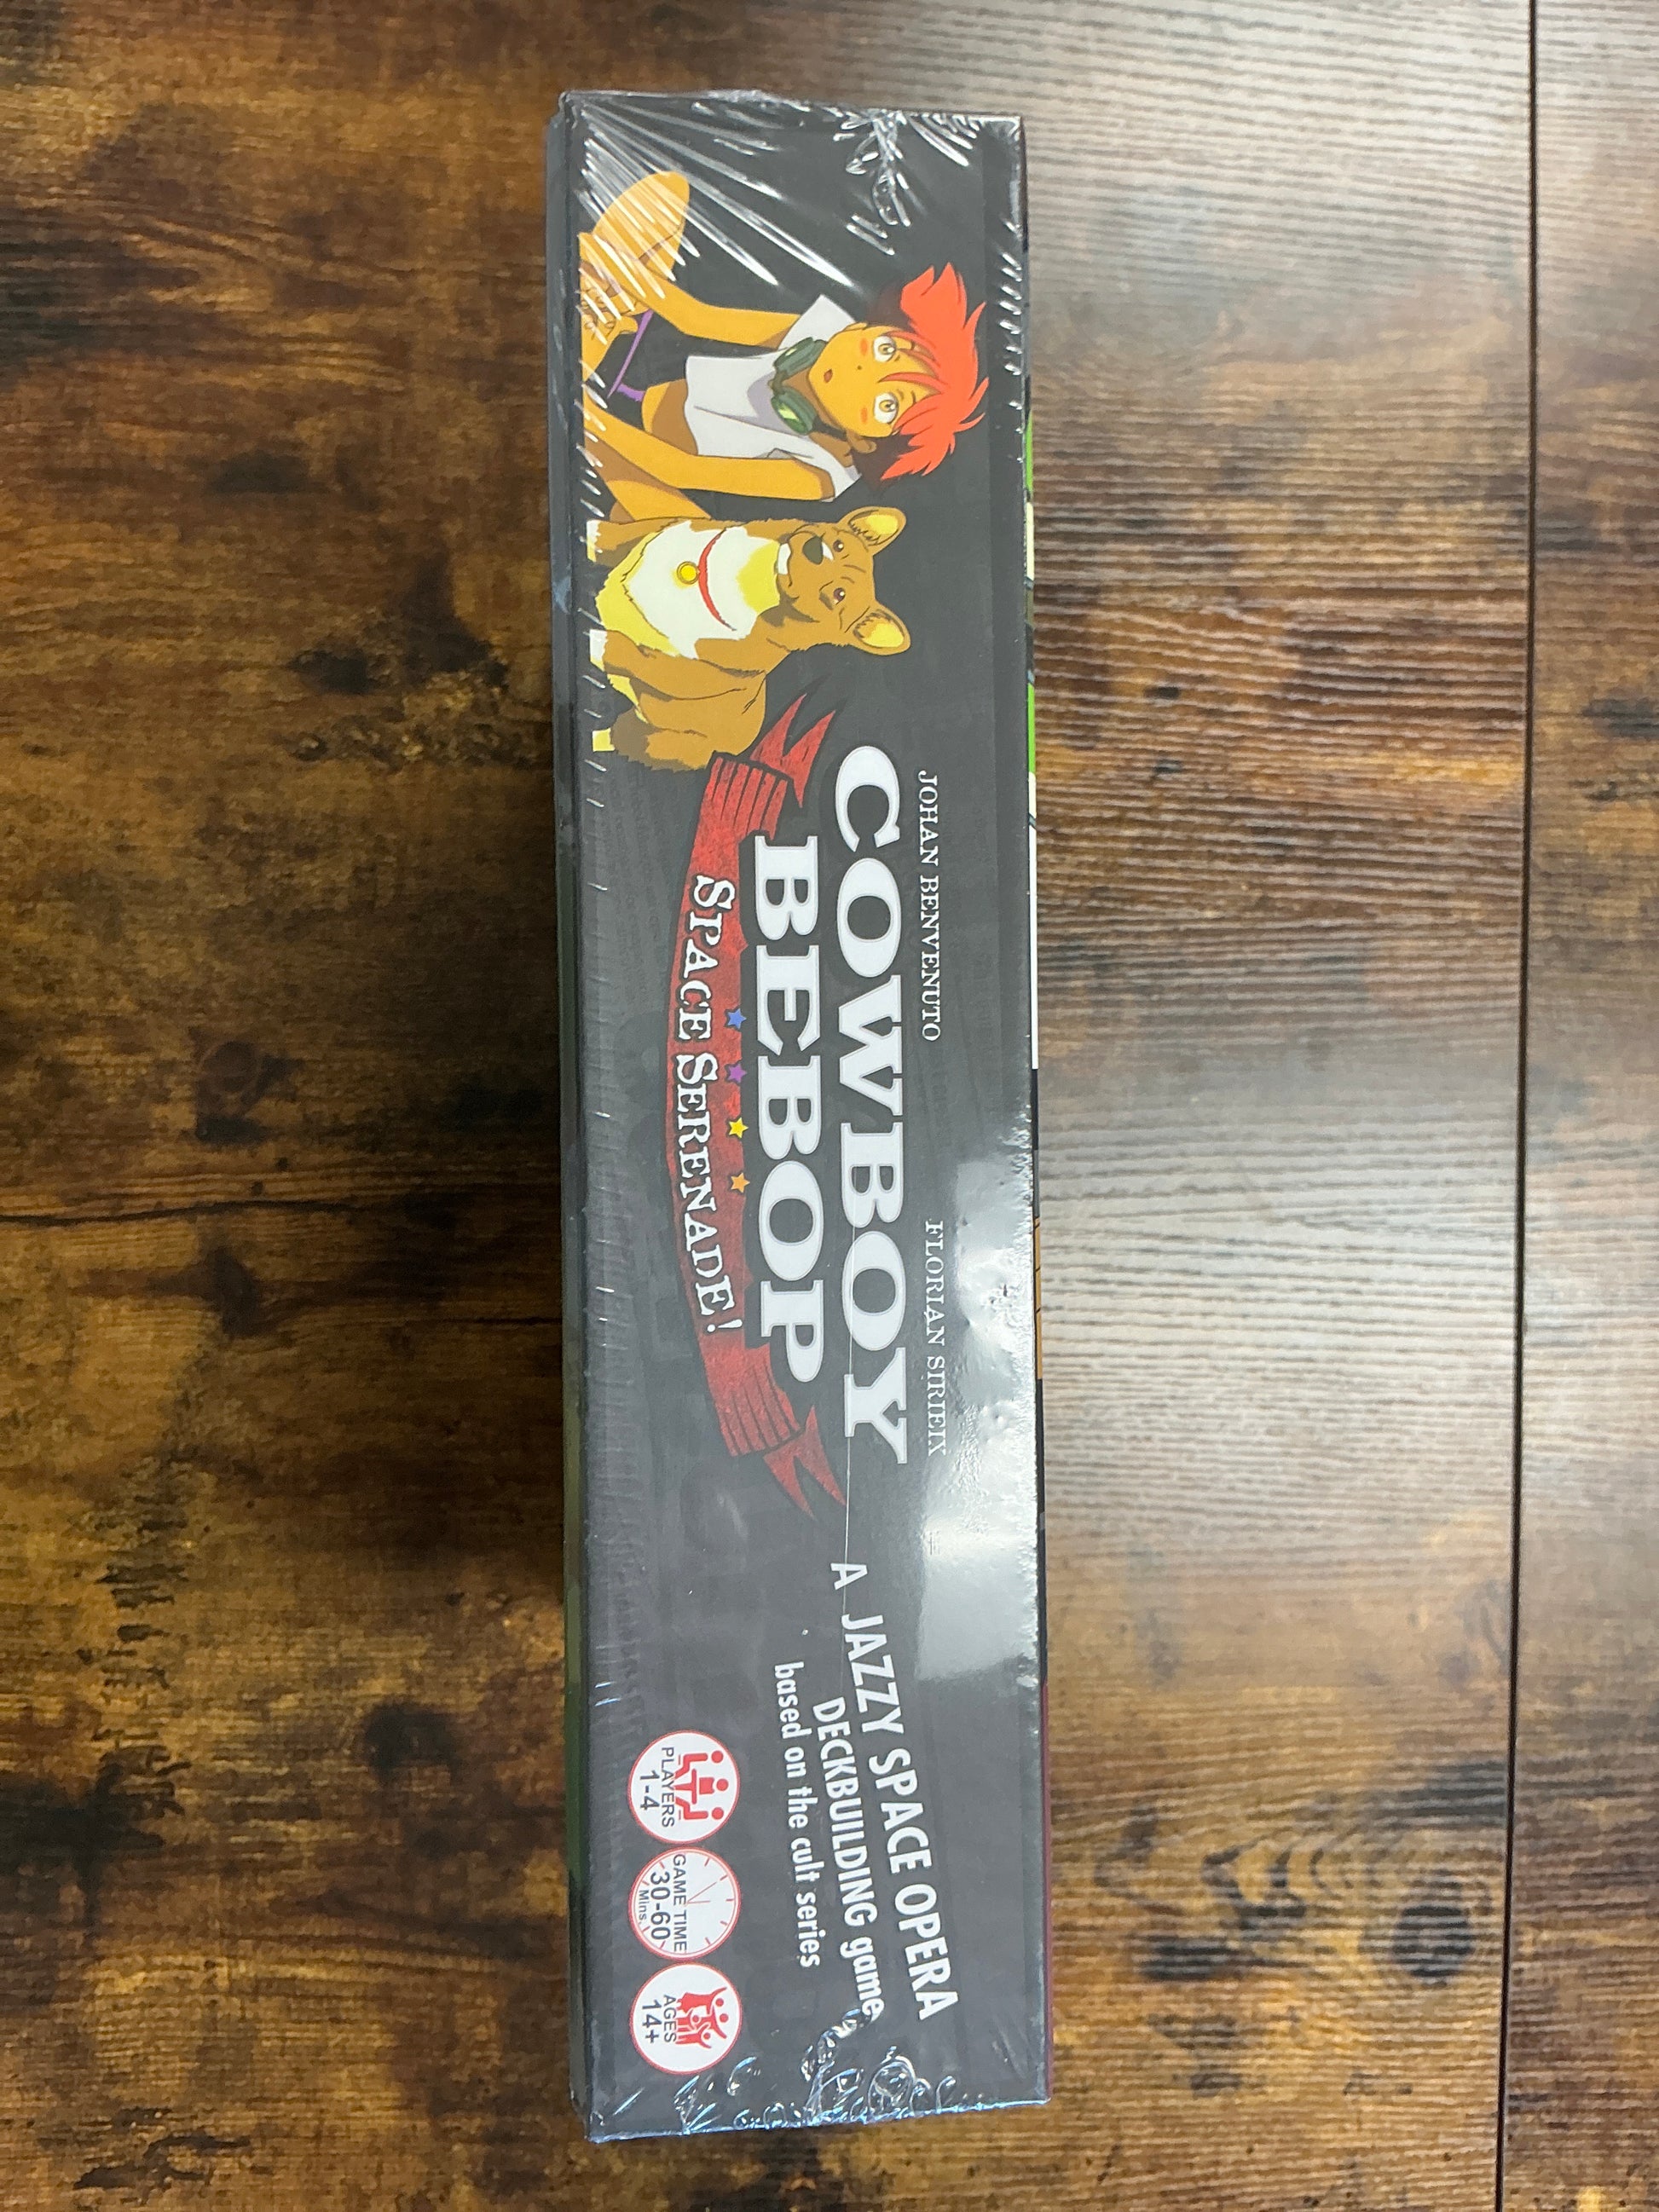 JOHAN BENVENUTO
FLORIAN SIRIEIX
COWBOY
BEBOP
SPACE SERENADE!
A JAZZY SPACE OPERA
DECKBUILDING game
based on the cult series
PLAYERS
1-4
GAME TIME
30-60
Mins.
AGES
14+